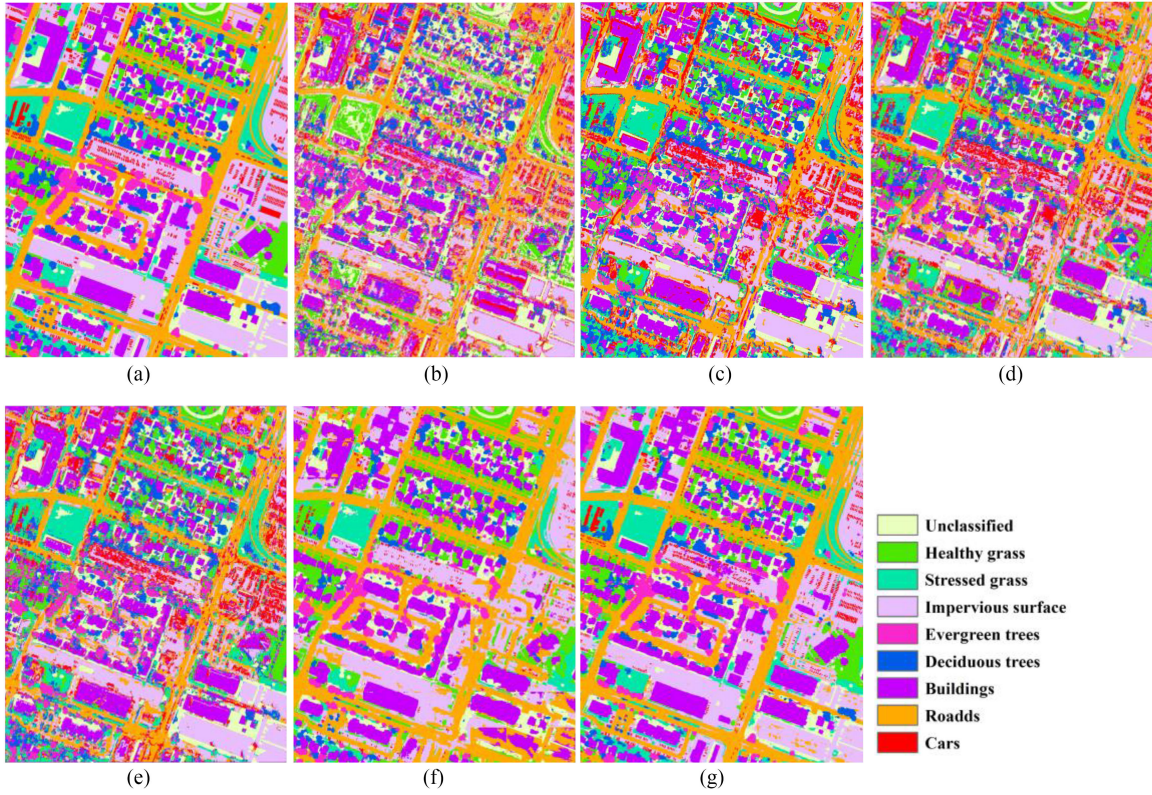 (a)
(b)
(c)
(d)
(e)
(f)
(g)
Unclassified
Healthy grass
Stressed grass
Impervious surface
Evergreen trees
Deciduous trees
Buildings
Roadds
Cars